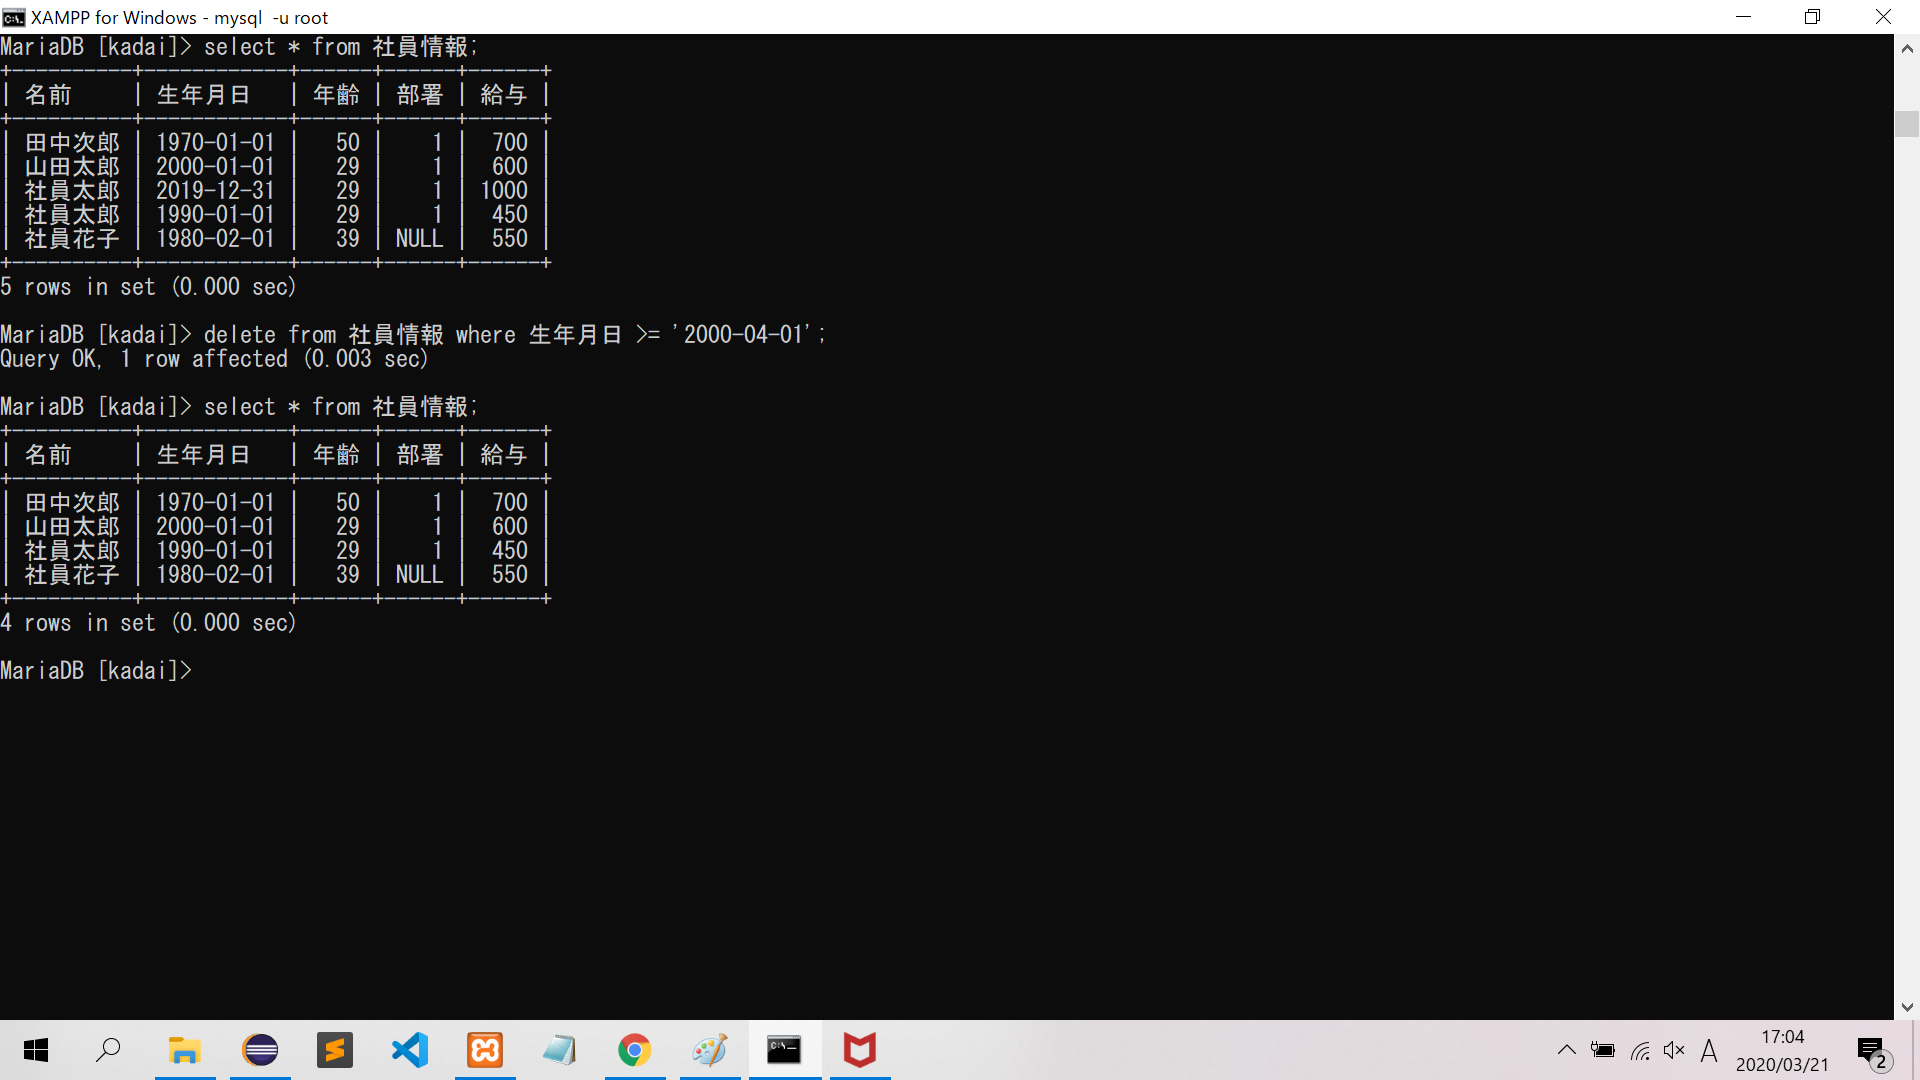 XAMPP for Windows - mysql  -u root
MariaDB [kadai]> select * from 社員情報;
+----------+------------+------+------+------+
| 名前     | 生年月日   | 年齢 | 部署 | 給与 |
+----------+------------+------+------+------+
| 田中次郎 | 1970-01-01 |   50 |    1 |  700 |
| 山田太郎 | 2000-01-01 |   29 |    1 |  600 |
| 社員太郎 | 2019-12-31 |   29 |    1 | 1000 |
| 社員太郎 | 1990-01-01 |   29 |    1 |  450 |
| 社員花子 | 1980-02-01 |   39 | NULL |  550 |
+----------+------------+------+------+------+
5 rows in set (0.000 sec)
MariaDB [kadai]> delete from 社員情報 where 生年月日 >= '2000-04-01';
Query OK, 1 row affected (0.003 sec)
MariaDB [kadai]> select * from 社員情報;
+----------+------------+------+------+------+
| 名前     | 生年月日   | 年齢 | 部署 | 給与 |
+----------+------------+------+------+------+
| 田中次郎 | 1970-01-01 |   50 |    1 |  700 |
| 山田太郎 | 2000-01-01 |   29 |    1 |  600 |
| 社員太郎 | 1990-01-01 |   29 |    1 |  450 |
| 社員花子 | 1980-02-01 |   39 | NULL |  550 |
+----------+------------+------+------+------+
4 rows in set (0.000 sec)
MariaDB [kadai]>
A
17:04
2020/03/21
2